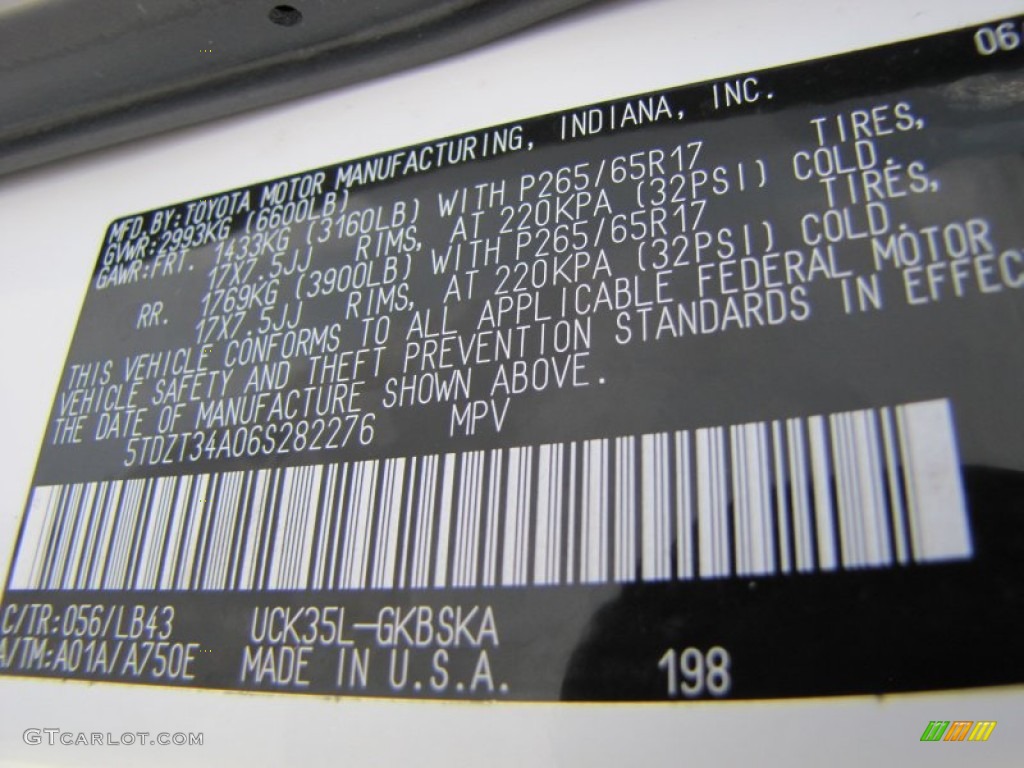 06
MFD. BY: TOYOTA MOTOR MANUFACTURING, INDIANA, INC.
GVWR: 2993KG (6600LB)
GAWR: FRT. 1433KG (3160LB) WITH P265/65R17 TIRES,
17X7.5JJ RIMS, AT 220KPA (32PSI) COLD.
RR. 1769KG (3900LB) WITH P265/65R17 TIRES,
17X7.5JJ RIMS, AT 220KPA (32PSI) COLD.
THIS VEHICLE CONFORMS TO ALL APPLICABLE FEDERAL MOTOR
VEHICLE SAFETY AND THEFT PREVENTION STANDARDS IN EFFEC
THE DATE OF MANUFACTURE SHOWN ABOVE.
5TDZT34A06S282276 MPV
C/TR: 056/LB43 UCK35L-GKBSKA
A/TM: A01A/A750E MADE IN U.S.A.
198
GTCARLOT.COM